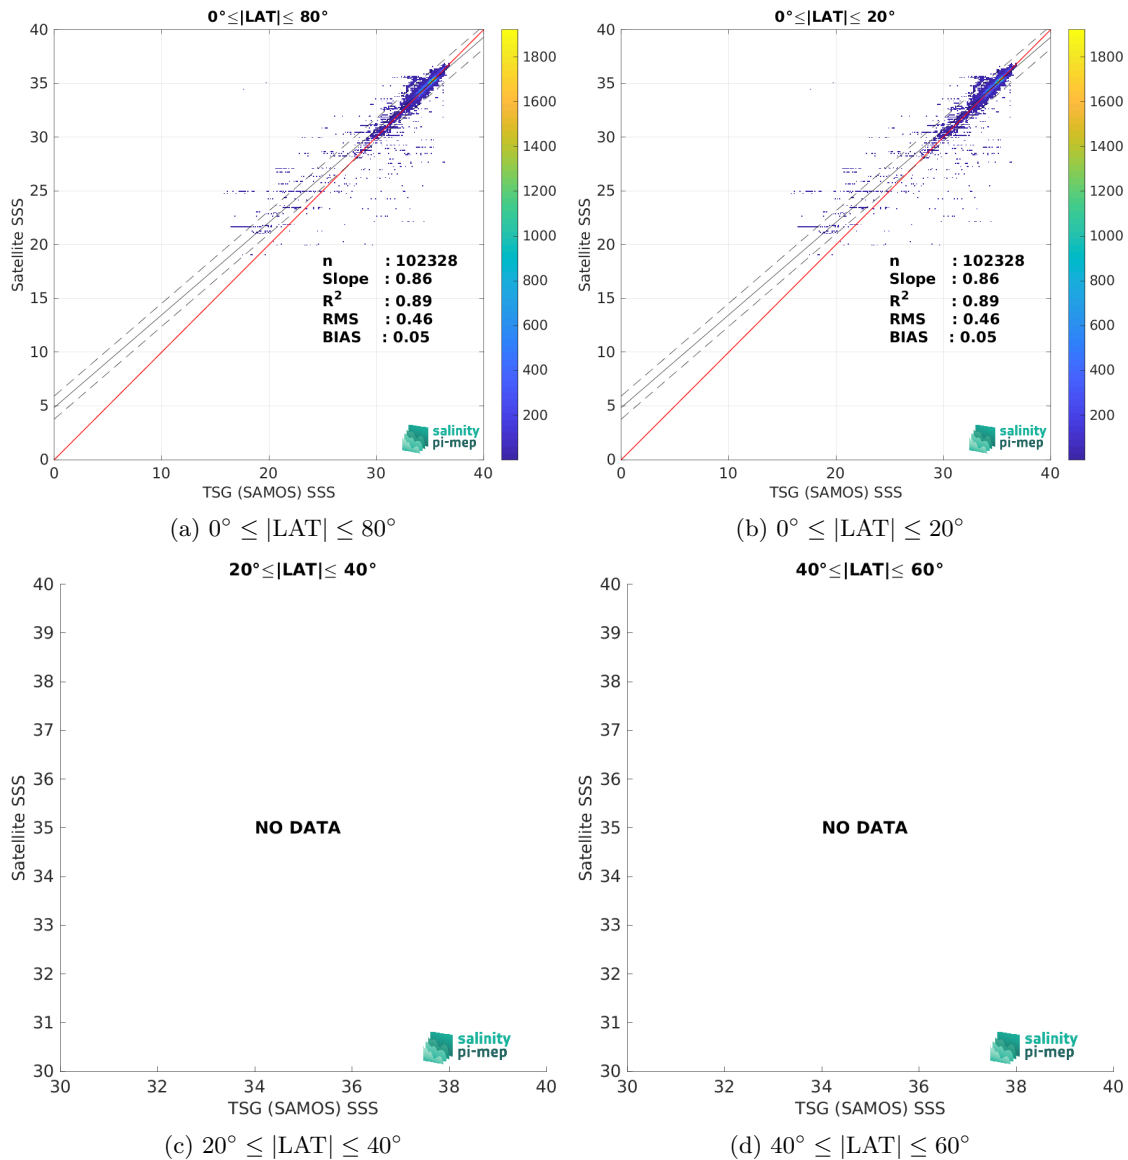 0°≤|LAT|≤ 80°
40
35
30
25
20
15
10
5
0
Satellite SSS
0
10
20
30
40
TSG (SAMOS) SSS
1800
1600
1400
1200
1000
800
600
400
200
n : 102328
Slope : 0.86
R² : 0.89
RMS : 0.46
BIAS : 0.05
salinity
pi-mep
(a) 0° ≤ |LAT| ≤ 80°
0°≤|LAT|≤ 20°
40
35
30
25
20
15
10
5
0
Satellite SSS
0
10
20
30
40
TSG (SAMOS) SSS
1800
1600
1400
1200
1000
800
600
400
200
n : 102328
Slope : 0.86
R² : 0.89
RMS : 0.46
BIAS : 0.05
salinity
pi-mep
(b) 0° ≤ |LAT| ≤ 20°
20°≤|LAT|≤ 40°
40
39
38
37
36
35
34
33
32
31
30
Satellite SSS
NO DATA
salinity
pi-mep
30
32
34
36
38
40
TSG (SAMOS) SSS
(c) 20° ≤ |LAT| ≤ 40°
40°≤|LAT|≤ 60°
40
39
38
37
36
35
34
33
32
31
30
Satellite SSS
NO DATA
salinity
pi-mep
30
32
34
36
38
40
TSG (SAMOS) SSS
(d) 40° ≤ |LAT| ≤ 60°